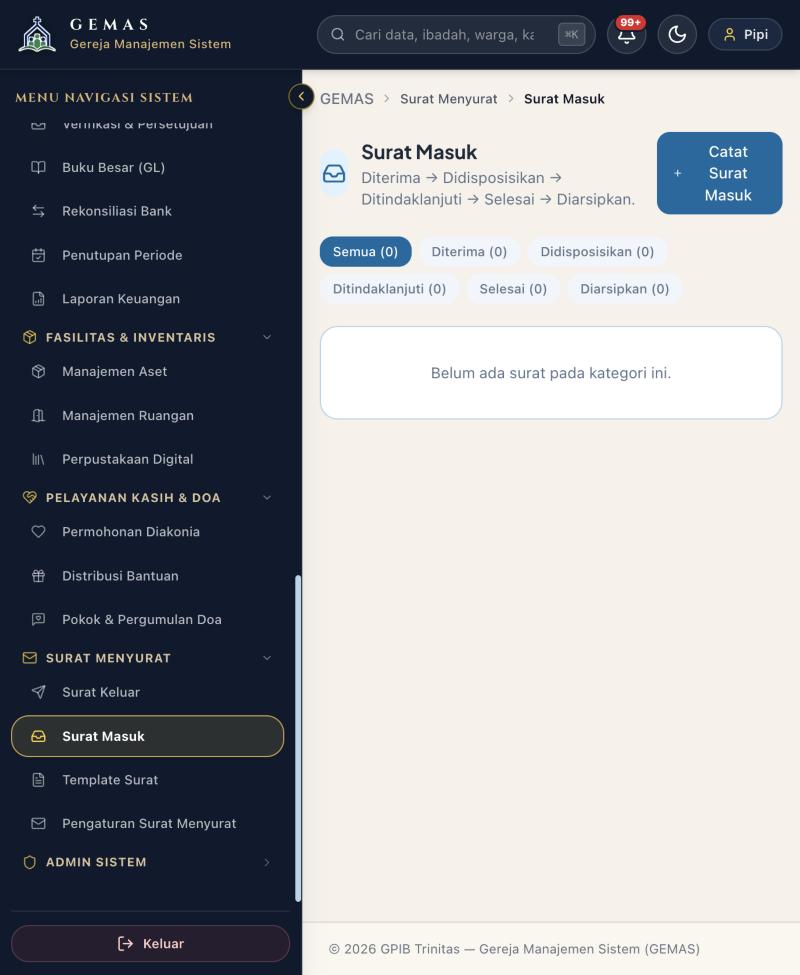 GEMAS
Gereja Manajemen Sistem
Cari data, ibadah, warga, ka
⌘K
99+
Pipi
MENU NAVIGASI SISTEM
Verifikasi & Persetujuan
Buku Besar (GL)
Rekonsiliasi Bank
Penutupan Periode
Laporan Keuangan
FASILITAS & INVENTARIS
Manajemen Aset
Manajemen Ruangan
Perpustakaan Digital
PELAYANAN KASIH & DOA
Permohonan Diakonia
Distribusi Bantuan
Pokok & Pergumulan Doa
SURAT MENYURAT
Surat Keluar
Surat Masuk
Template Surat
Pengaturan Surat Menyurat
ADMIN SISTEM
Keluar
GEMAS > Surat Menyurat > Surat Masuk
Surat Masuk
Diterima → Didisposisikan →
Ditindaklanjuti → Selesai → Diarsipkan.
+ Catat
Surat
Masuk
Semua (0) Diterima (0) Didisposisikan (0)
Ditindaklanjuti (0) Selesai (0) Diarsipkan (0)
Belum ada surat pada kategori ini.
© 2026 GPIB Trinitas — Gereja Manajemen Sistem (GEMAS)